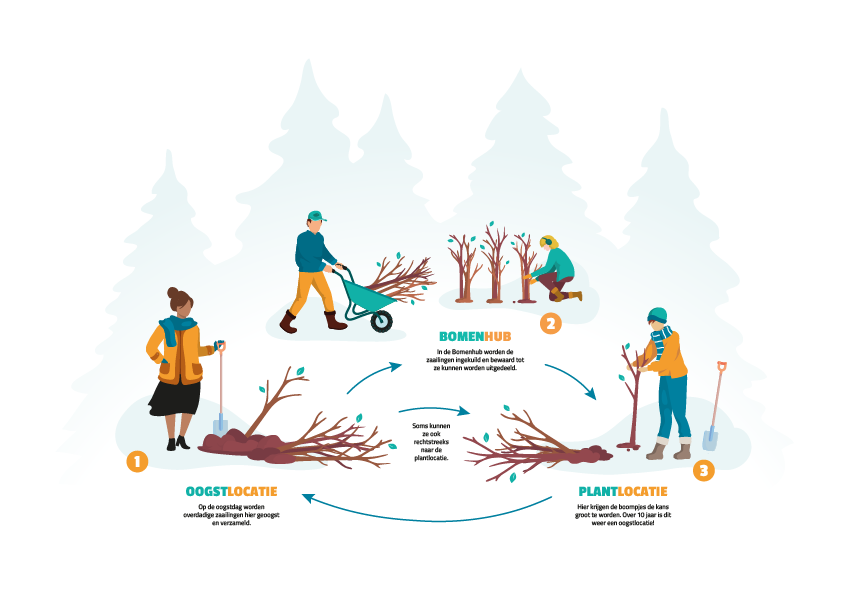 2
BOMENHUB
In de Bomenhub worden de
zaailingen ingekuild en bewaard tot
ze kunnen worden uitgedeeld.
Soms kunnen
ze ook
rechtstreeks
naar de
plantlocatie.
1
OOGSTLOCATIE
Op de oogstdag worden
overdadige zaailingen hier geoogst
en verzameld.
3
PLANTLOCATIE
Hier krijgen de boompjes de kans
groot te worden. Over 10 jaar is dit
weer een oogstlocatie!